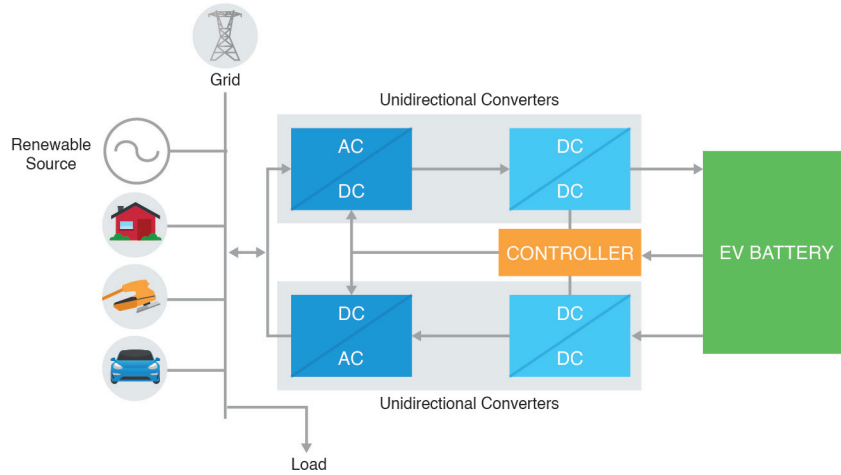 Grid
Unidirectional Converters
Renewable
Source
AC
DC
DC
DC
CONTROLLER
EV BATTERY
DC
AC
DC
DC
Unidirectional Converters
Load